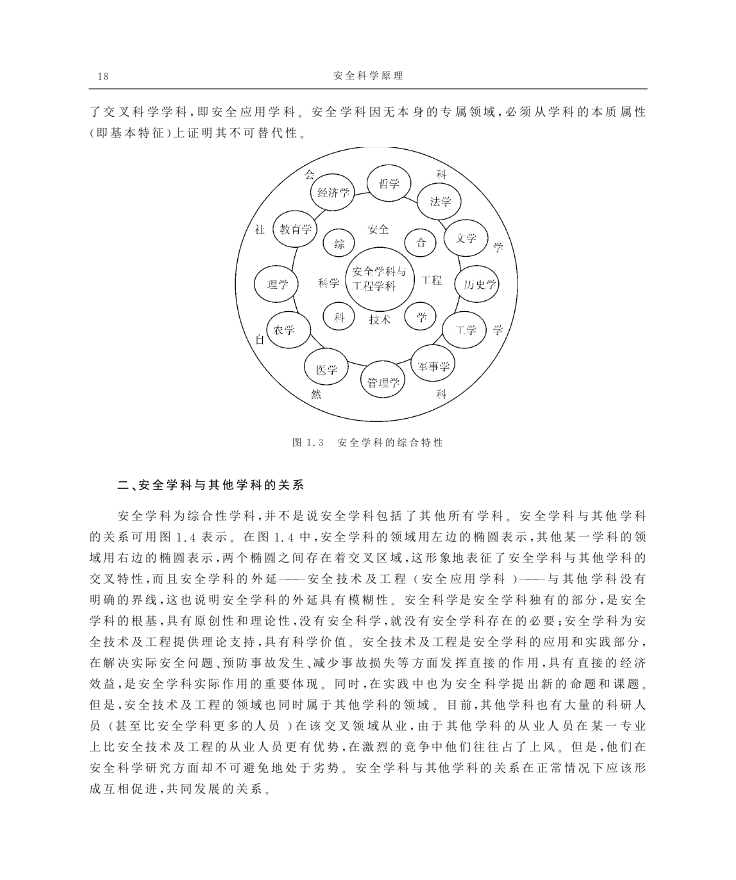 18
安全科学原理
了交叉科学学科,即安全应用学科。安全学科因无本身的专属领域,必须从学科的本质属性
(即基本特征)上证明其不可替代性。
会
科
经济学
哲学
法学
社
教育学
安全
文学
学
综
合
理学
科学
安全学科与
工程学科
工程
历史学
科
技术
学
自
农学
工学
学
医学
管理学
军事学
然
科
图 1.3 安全学科的综合特性
二、安全学科与其他学科的关系
安全学科为综合性学科,并不是说安全学科包括了其他所有学科。安全学科与其他学科
的关系可用图 1.4 表示。在图 1.4 中,安全学科的领域用左边的椭圆表示,其他某一学科的领
域用右边的椭圆表示,两个椭圆之间存在着交叉区域,这形象地表征了安全学科与其他学科的
交叉特性,而且安全学科的外延——安全技术及工程(安全应用学科)——与其他学科没有
明确的界线,这也说明安全学科的外延具有模糊性。安全科学是安全学科独有的部分,是安全
学科的根基,具有原创性和理论性,没有安全科学,就没有安全学科存在的必要;安全学科为安
全技术及工程提供理论支持,具有科学价值。安全技术及工程是安全学科的应用和实践部分,
在解决实际安全问题、预防事故发生、减少事故损失等方面发挥直接的作用,具有直接的经济
效益,是安全学科实际作用的重要体现。同时,在实践中也为安全科学提出新的命题和课题。
但是,安全技术及工程的领域也同时属于其他学科的领域。目前,其他学科也有大量的科研人
员(甚至比安全学科更多的人员)在该交叉领域从业,由于其他学科的从业人员在某一专业
上比安全技术及工程的从业人员更有优势,在激烈的竞争中他们往往占了上风。但是,他们在
安全科学研究方面却不可避免地处于劣势。安全学科与其他学科的关系在正常情况下应该形
成互相促进,共同发展的关系。